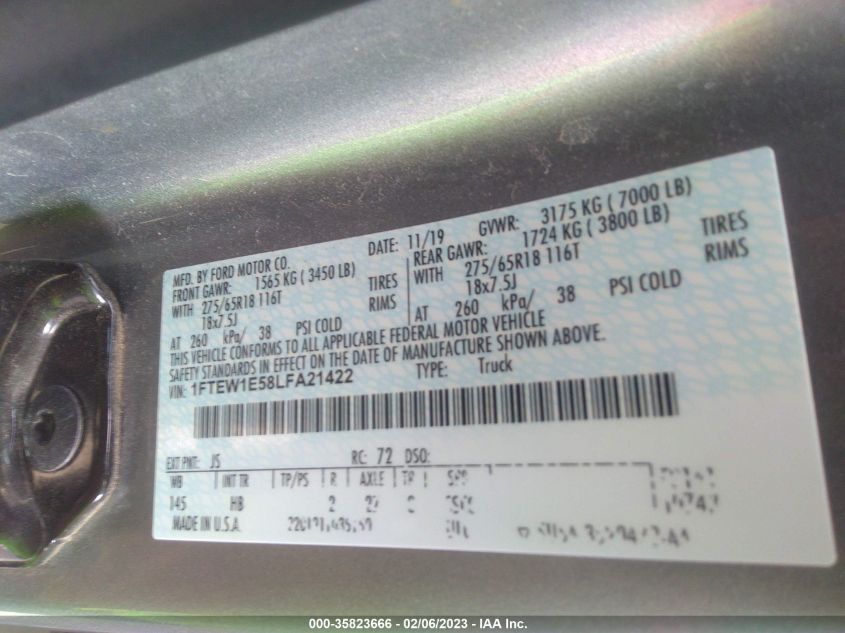 MFD. BY FORD MOTOR CO. DATE: 11/19 GVWR: 3175 KG ( 7000 LB)
FRONT GAWR: 1565 KG ( 3450 LB) REAR GAWR: 1724 KG ( 3800 LB)
WITH 275/65R18 116T TIRES WITH 275/65R18 116T TIRES
18x7.5J RIMS 18x7.5J RIMS
AT 260 kPa/ 38 PSI COLD AT 260 kPa/ 38 PSI COLD
THIS VEHICLE CONFORMS TO ALL APPLICABLE FEDERAL MOTOR VEHICLE
SAFETY STANDARDS IN EFFECT ON THE DATE OF MANUFACTURE SHOWN ABOVE.
VIN: 1FTEW1E58LFA21422 TYPE: Truck
EXT PNT: JS RC: 72 DSO:
WB INT TR TP/PS R AXLE TR
145 HB 2
MADE IN U.S.A.
000-35823666 - 02/06/2023 - IAA Inc.